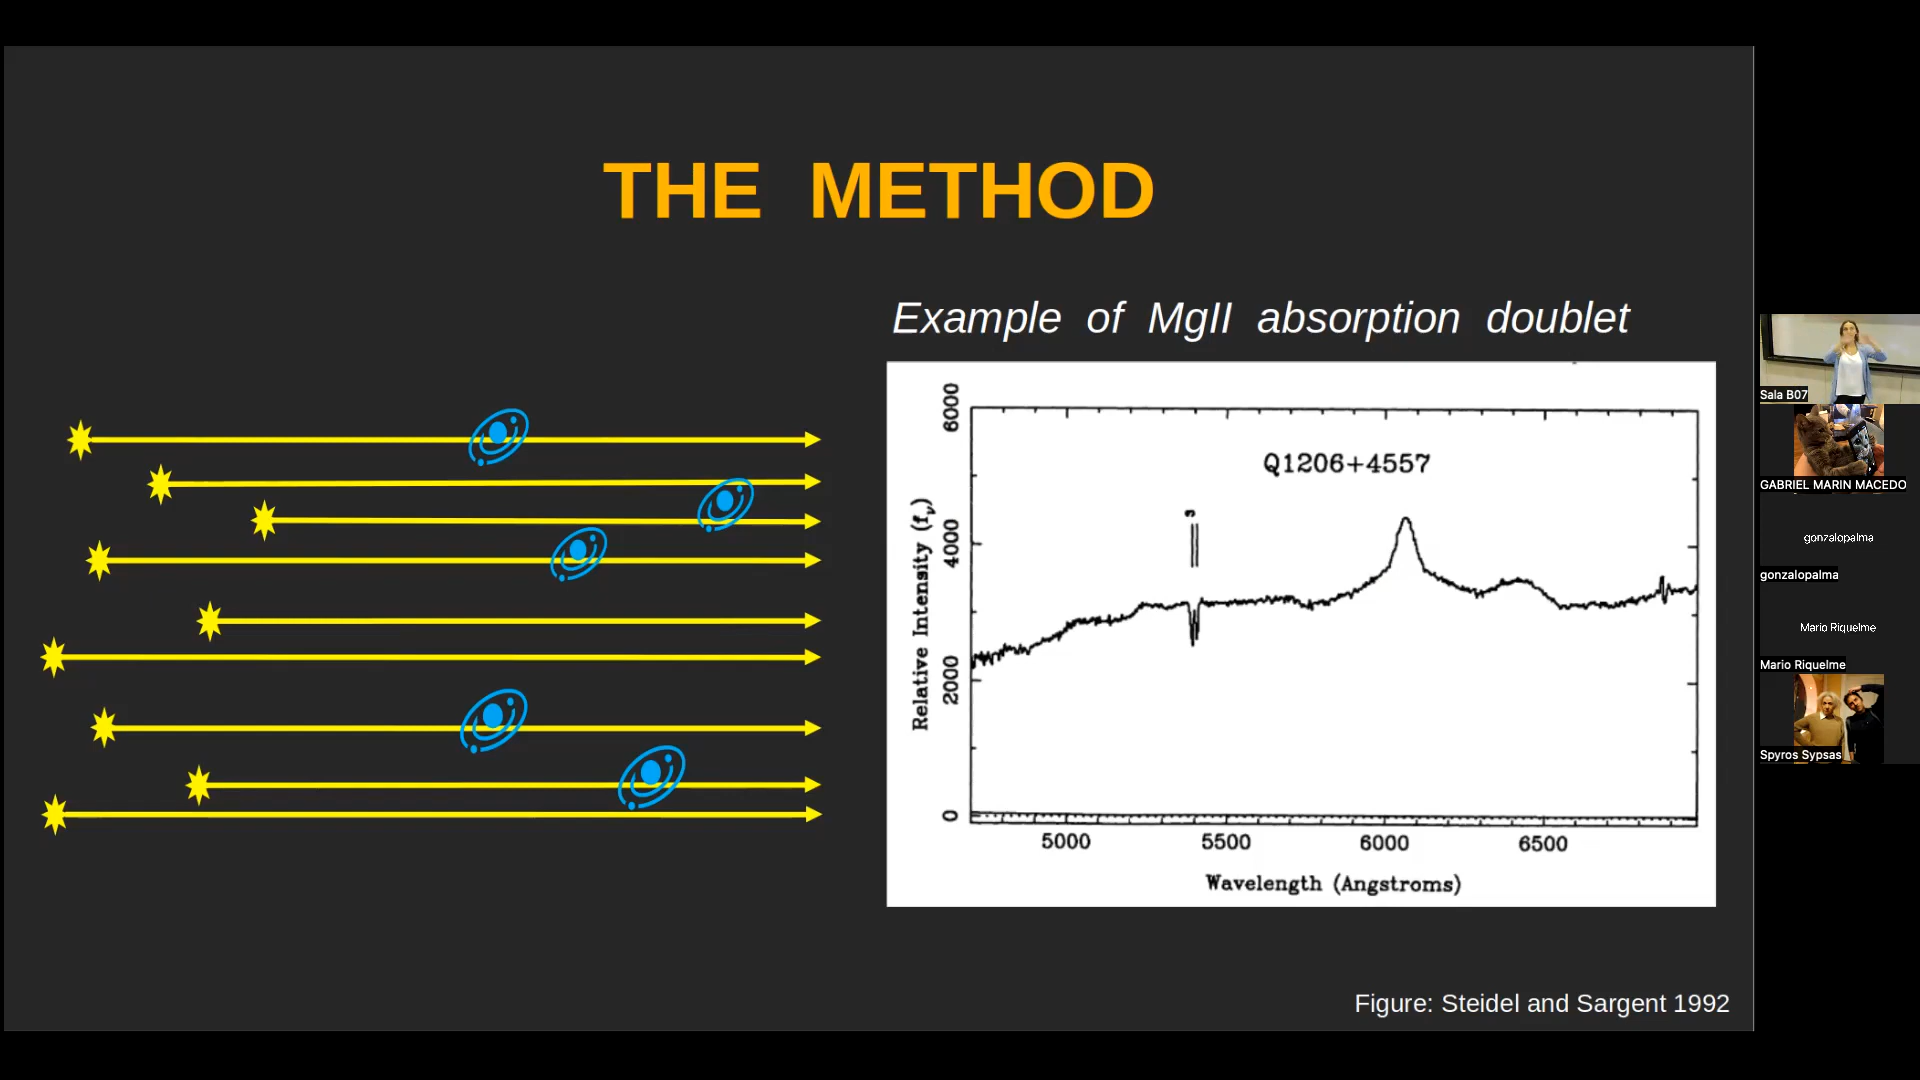 THE METHOD
Example of MgII absorption doublet
Q1206+4557
3
Relative Intensity (fν)
6000
4000
2000
0
5000 5500 6000 6500
Wavelength (Angstroms)
Figure: Steidel and Sargent 1992
Sala B07
GABRIEL MARIN MACEDO
gonzalopalma
gonzalopalma
Mario Riquelme
Mario Riquelme
Spyros Sypsas